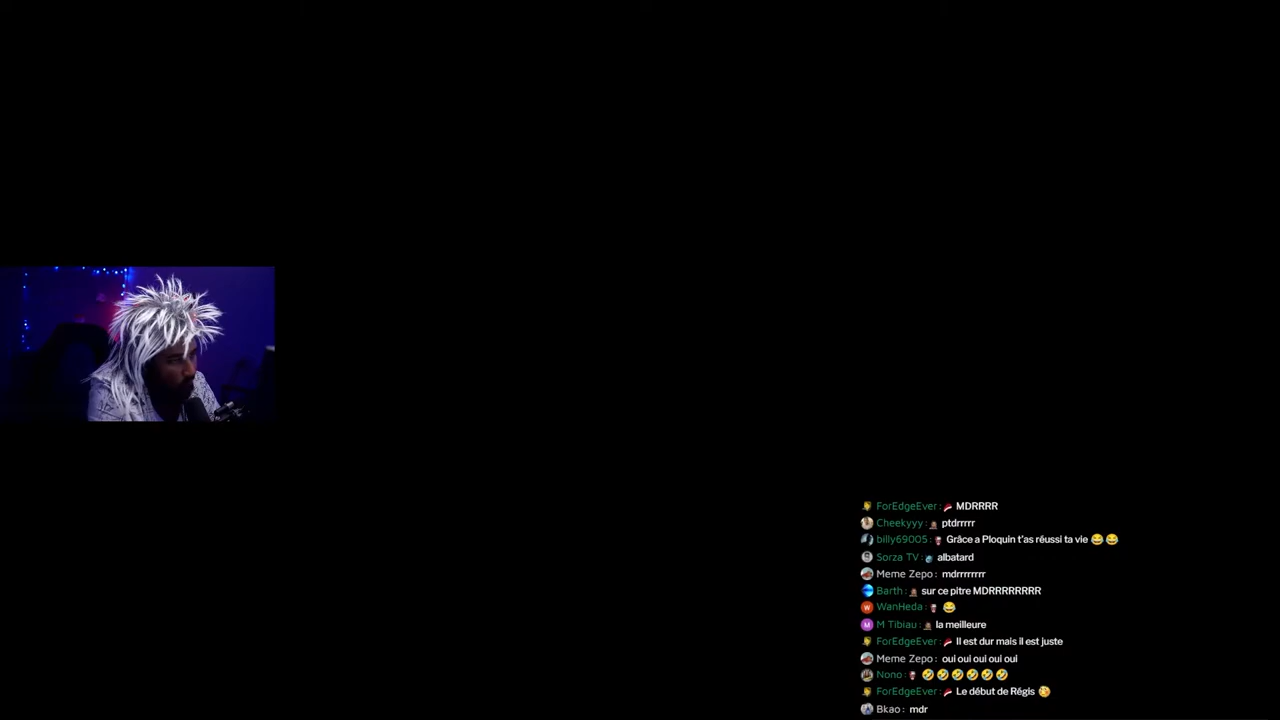 ForEdgeEver: MDRRRR
Cheekyyy: ptdrrrrr
billy69005: Grâce a Ploquin t'as réussi ta vie 😂 😂
Sorza TV: albatard
Meme Zepo: mdrrrrrrrr
Barth: sur ce pitre MDRRRRRRRR
WanHeda: 😂
M Tibiau: la meilleure
ForEdgeEver: Il est dur mais il est juste
Meme Zepo: oui oui oui oui oui
Nono: 🤣 🤣 🤣 🤣 🤣 🤣
ForEdgeEver: Le début de Régis
Bkao: mdr